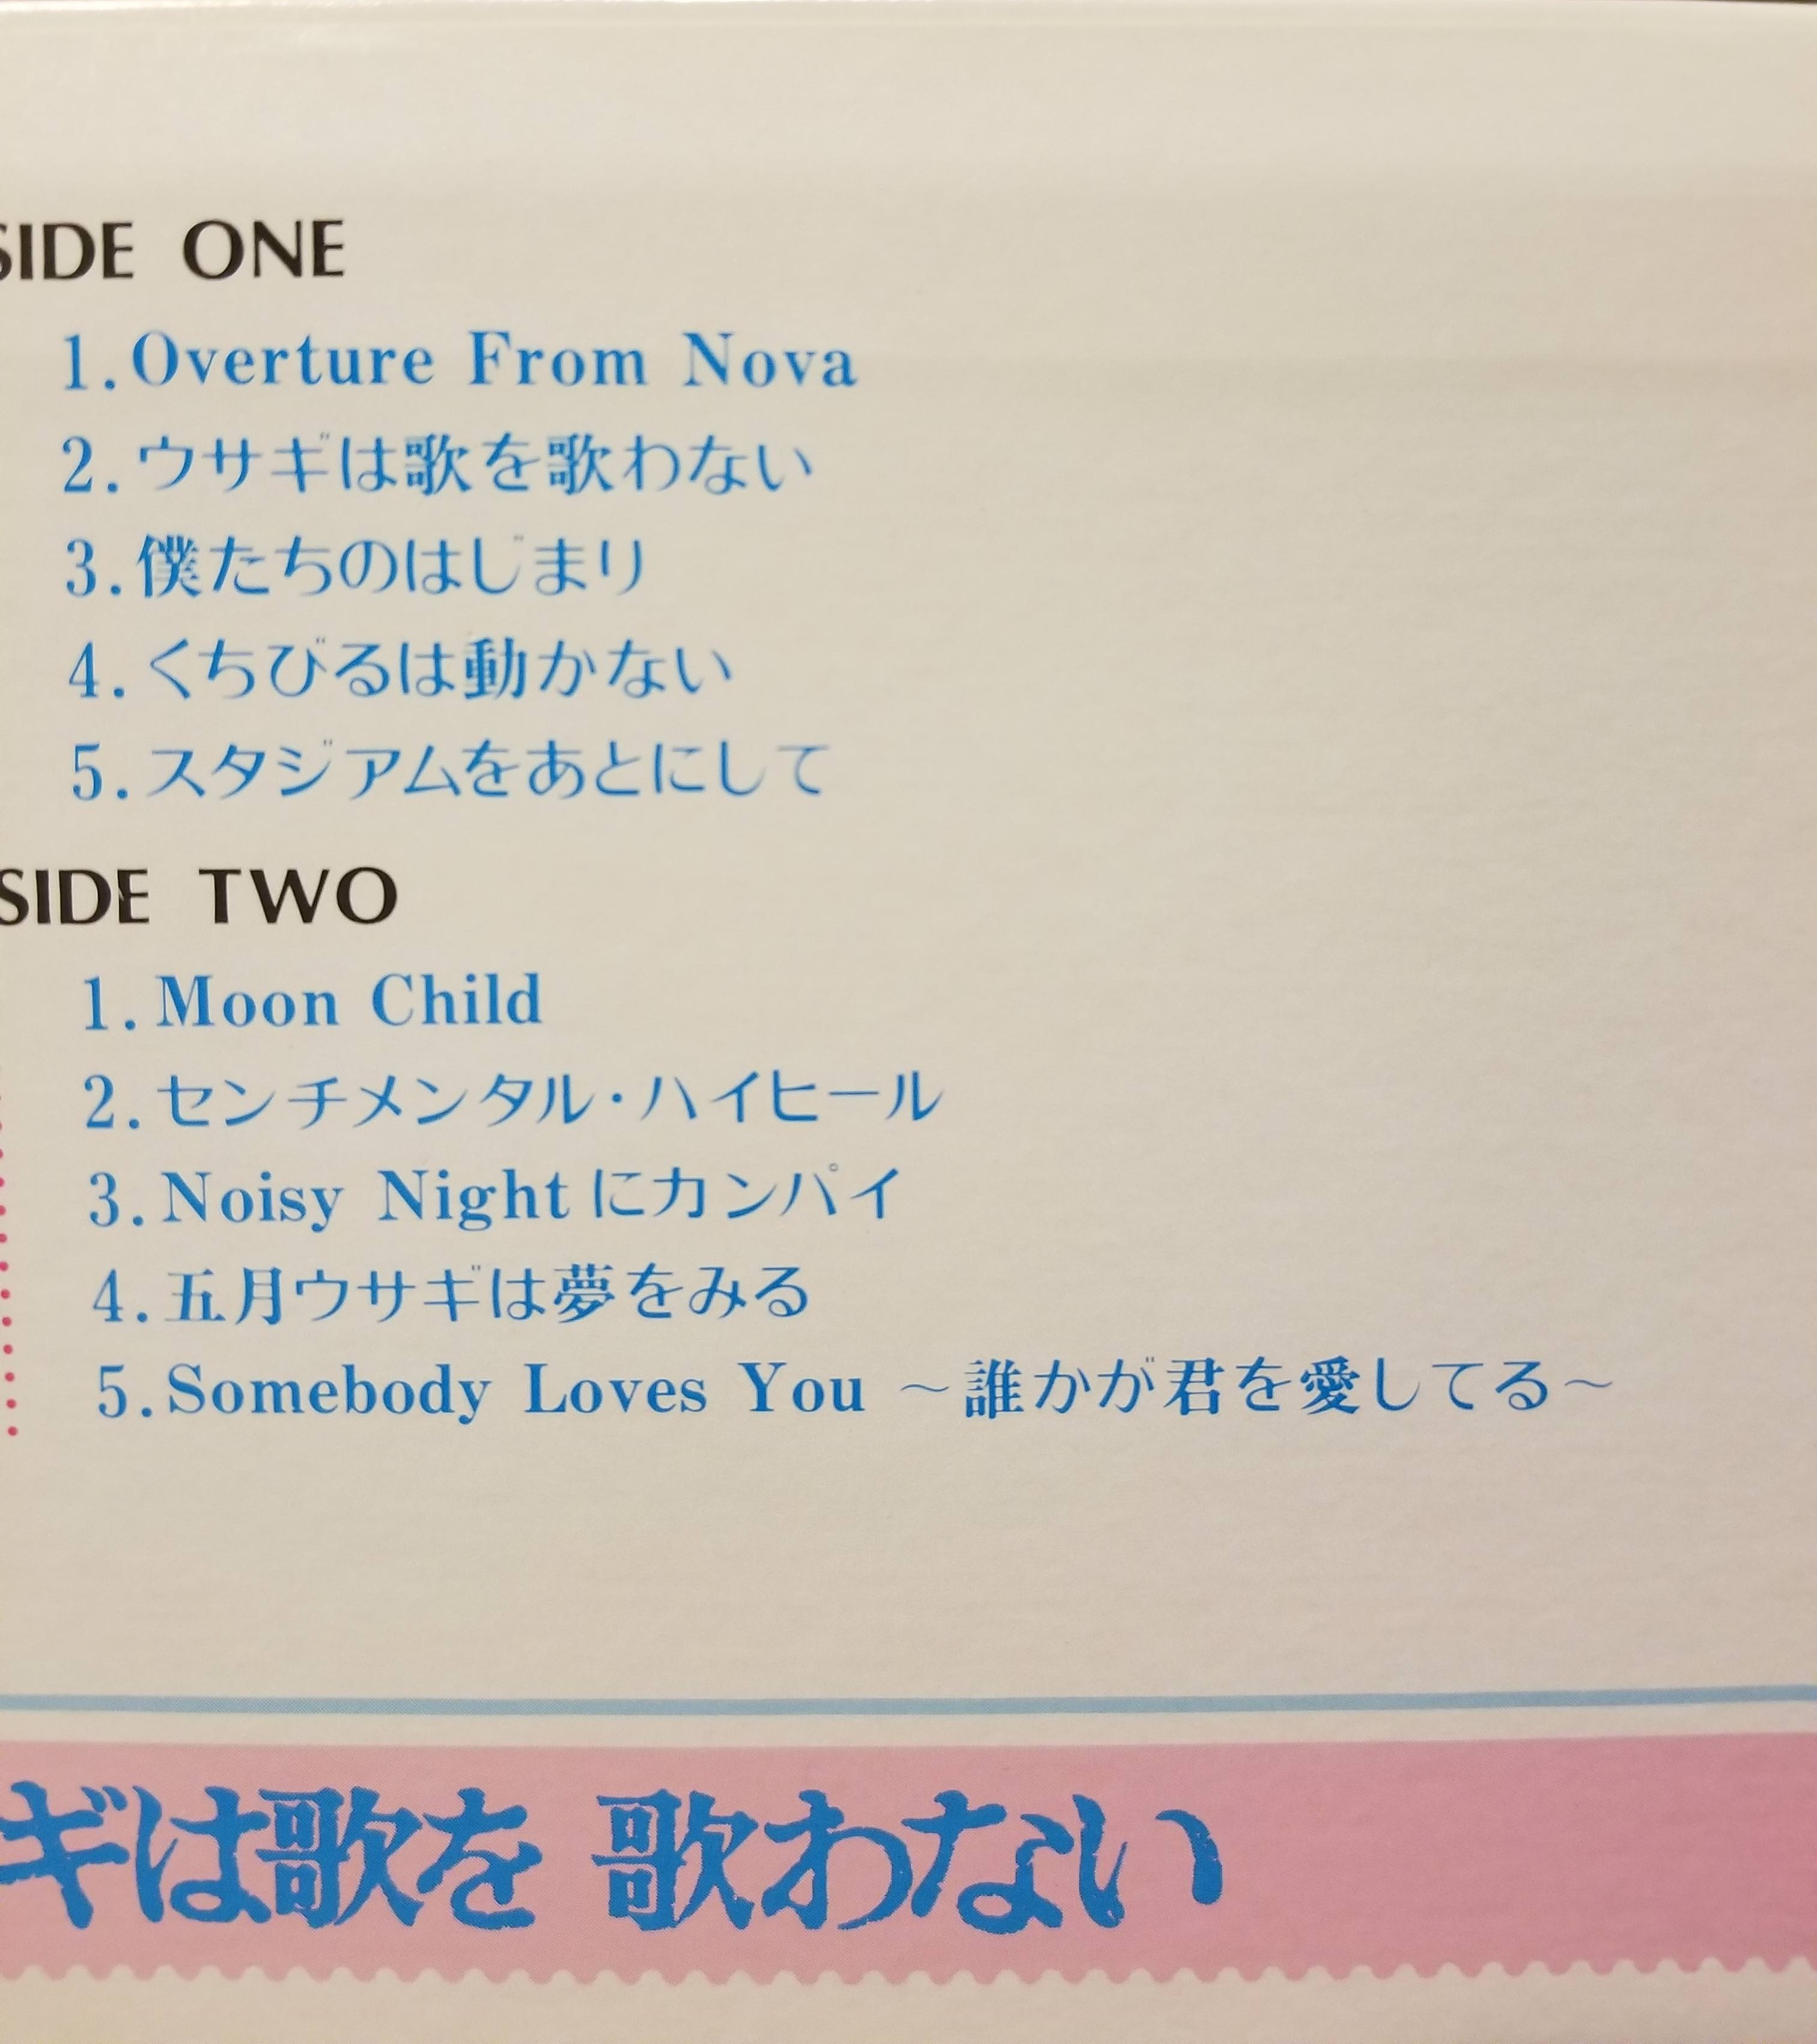 SIDE ONE
1.Overture From Nova
2.ウサギは歌を歌わない
3.僕たちのはじまり
4.くちびるは動かない
5.スタジアムをあとにして
SIDE TWO
1.Moon Child
2.センチメンタル・ハイヒール
3.Noisy Nightにカンパイ
4.五月ウサギは夢をみる
5.Somebody Loves You ～誰かが君を愛してる～
ギは歌を 歌わない